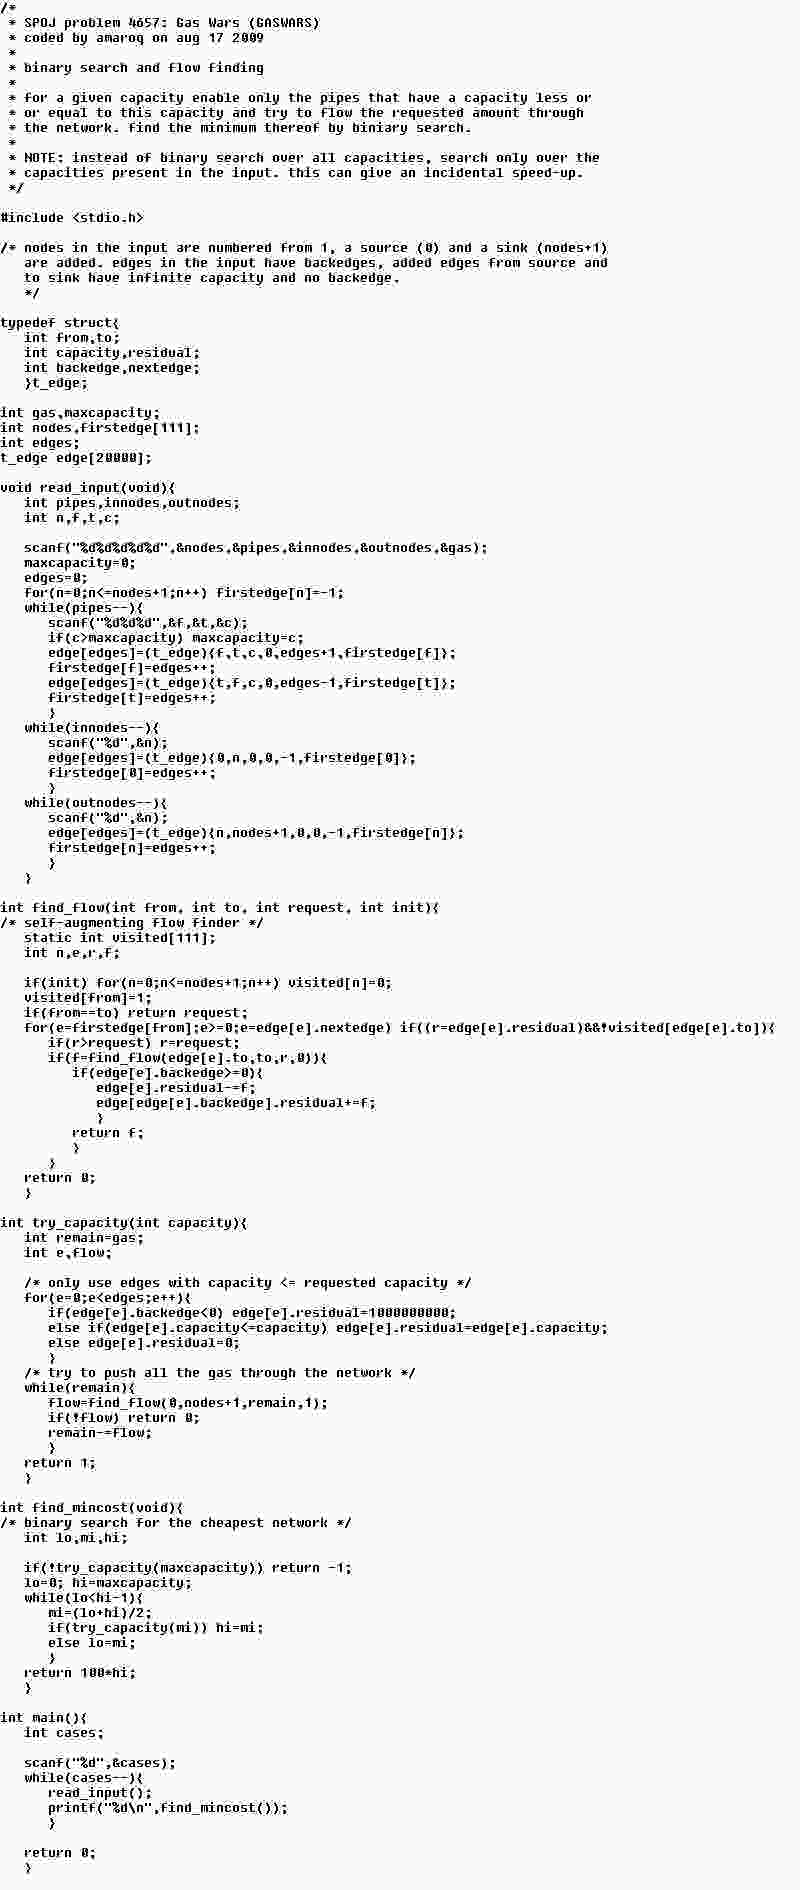 /*
 * SPOJ problem 4657: Gas Wars (GASWARS)
 * coded by amaroq on aug 17 2009
 *
 * binary search and flow finding
 *
 * for a given capacity enable only the pipes that have a capacity less or
 * or equal to this capacity and try to flow the requested amount through
 * the network. find the minimum thereof by biniary search.
 *
 * NOTE: instead of binary search over all capacities, search only over the
 * capacities present in the input. this can give an incidental speed-up.
 */

#include <stdio.h>

/* nodes in the input are numbered from 1, a source (0) and a sink (nodes+1)
   are added. edges in the input have backedges, added edges from source and
   to sink have infinite capacity and no backedge.
   */

typedef struct{
   int from,to;
   int capacity,residual;
   int backedge,nextedge;
   }t_edge;

int gas,maxcapacity;
int nodes,firstedge[111];
int edges;
t_edge edge[20000];

void read_input(void){
   int pipes,innodes,outnodes;
   int n,f,t,c;

   scanf("%d%d%d%d%d",&nodes,&pipes,&innodes,&outnodes,&gas);
   maxcapacity=0;
   edges=0;
   for(n=0;n<=nodes+1;n++) firstedge[n]=-1;
   while(pipes--){
      scanf("%d%d%d",&f,&t,&c);
      if(c>maxcapacity) maxcapacity=c;
      edge[edges]=(t_edge){f,t,c,0,edges+1,firstedge[f]};
      firstedge[f]=edges++;
      edge[edges]=(t_edge){t,f,c,0,edges-1,firstedge[t]};
      firstedge[t]=edges++;
      }
   while(innodes--){
      scanf("%d",&n);
      edge[edges]=(t_edge){0,n,0,0,-1,firstedge[0]};
      firstedge[0]=edges++;
      }
   while(outnodes--){
      scanf("%d",&n);
      edge[edges]=(t_edge){n,nodes+1,0,0,-1,firstedge[n]};
      firstedge[n]=edges++;
      }
   }

int find_flow(int from, int to, int request, int init){
/* self-augmenting flow finder */
   static int visited[111];
   int n,e,r,f;

   if(init) for(n=0;n<=nodes+1;n++) visited[n]=0;
   visited[from]=1;
   if(from==to) return request;
   for(e=firstedge[from];e>=0;e=edge[e].nextedge) if((r=edge[e].residual)&&!visited[edge[e].to]){
      if(r>request) r=request;
      if(f=find_flow(edge[e].to,to,r,0)){
         if(edge[e].backedge>=0){
            edge[e].residual-=f;
            edge[edge[e].backedge].residual+=f;
            }
         return f;
         }
      }
   return 0;
   }

int try_capacity(int capacity){
   int remain=gas;
   int e,flow;

   /* only use edges with capacity <= requested capacity */
   for(e=0;e<edges;e++){
      if(edge[e].backedge<0) edge[e].residual=1000000000;
      else if(edge[e].capacity<=capacity) edge[e].residual=edge[e].capacity;
      else edge[e].residual=0;
      }
   /* try to push all the gas through the network */
   while(remain){
      flow=find_flow(0,nodes+1,remain,1);
      if(!flow) return 0;
      remain-=flow;
      }
   return 1;
   }

int find_mincost(void){
/* binary search for the cheapest network */
   int lo,mi,hi;

   if(!try_capacity(maxcapacity)) return -1;
   lo=0; hi=maxcapacity;
   while(lo<hi-1){
      mi=(lo+hi)/2;
      if(try_capacity(mi)) hi=mi;
      else lo=mi;
      }
   return 100*hi;
   }

int main(){
   int cases;

   scanf("%d",&cases);
   while(cases--){
      read_input();
      printf("%d\n",find_mincost());
      }

   return 0;
   }